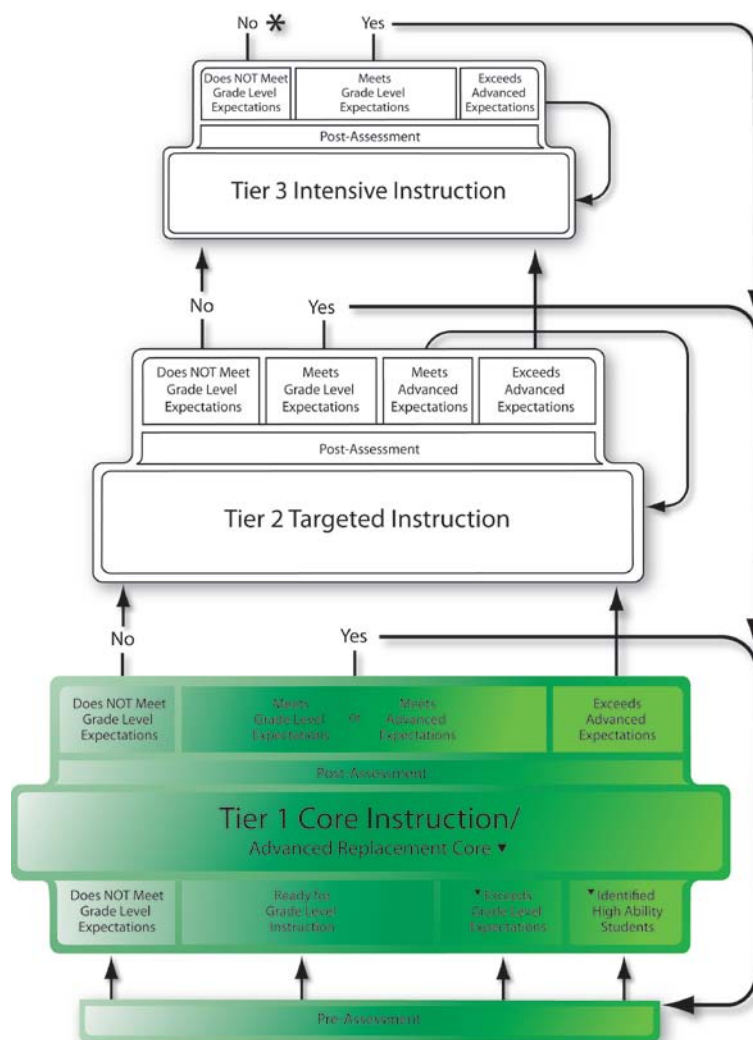 No *
Yes
Does NOT Meet
Grade Level
Expectations
Meets
Grade Level
Expectations
Exceeds
Advanced
Expectations
Post-Assessment
Tier 3 Intensive Instruction
No
Yes
Does NOT Meet
Grade Level
Expectations
Meets
Grade Level
Expectations
Meets
Advanced
Expectations
Exceeds
Advanced
Expectations
Post-Assessment
Tier 2 Targeted Instruction
No
Yes
Does NOT Meet
Grade Level
Expectations
Meets
Grade Level
Expectations
or
Meets
Advanced
Expectations
Exceeds
Advanced
Expectations
Post-Assessment
Tier 1 Core Instruction/
Advanced Replacement Core ▼
Does NOT Meet
Grade Level
Expectations
Ready for
Grade Level
Instruction
▼ Excepts
Grade Level
Expectations
▼ Identified
High Ability
Students
Pre-Assessment